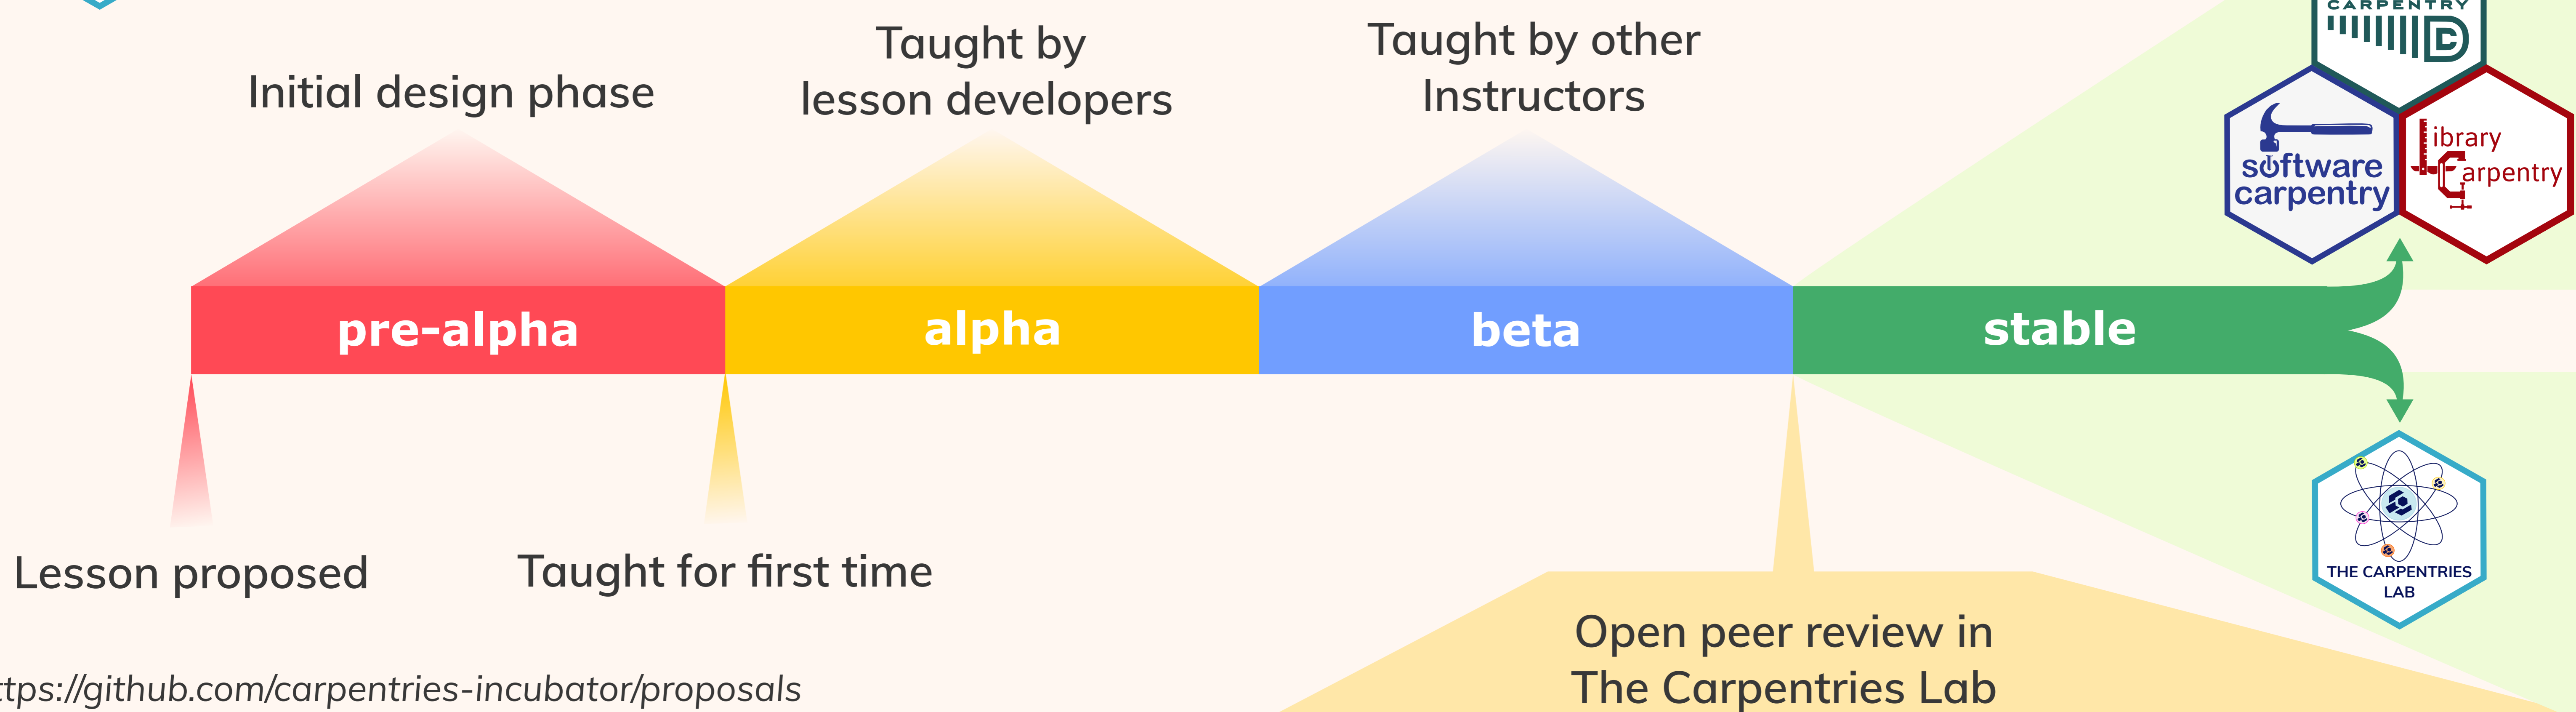 Initial design phase
Taught by
lesson developers
Taught by other
Instructors
CARPENTRY
DC
software
carpentry
Library
Carpentry
pre-alpha
alpha
beta
stable
Lesson proposed
Taught for first time
THE CARPENTRIES
LAB
Open peer review in
The Carpentries Lab
ttps://github.com/carpentries-incubator/proposals